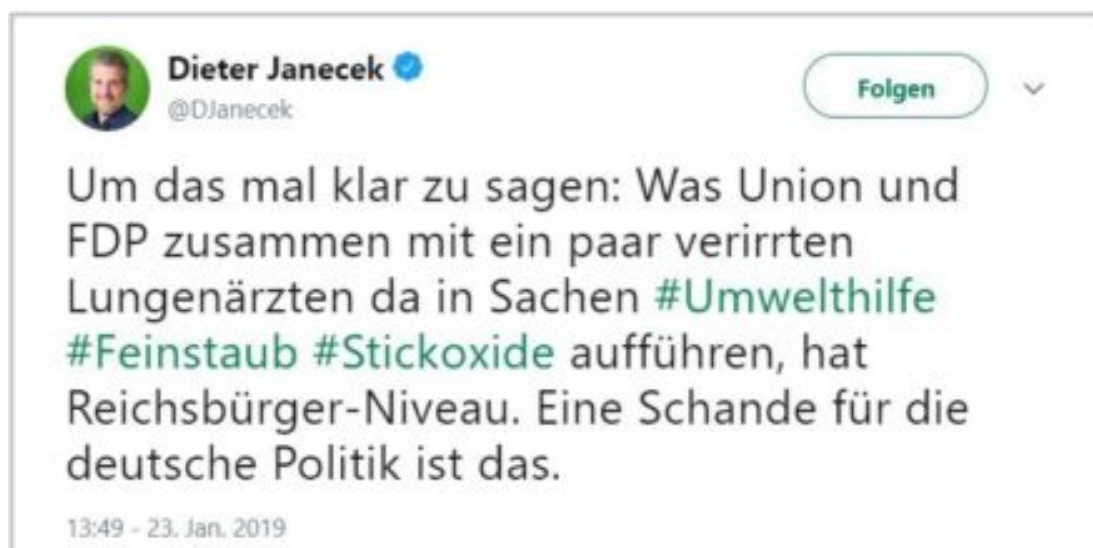 Dieter Janecek
@DJanecek
Folgen
Um das mal klar zu sagen: Was Union und
FDP zusammen mit ein paar verirrten
Lungenärzten da in Sachen #Umwelthilfe
#Feinstaub #Stickoxide aufführen, hat
Reichsbürger-Niveau. Eine Schande für die
deutsche Politik ist das.
13:49 - 23. Jan. 2019